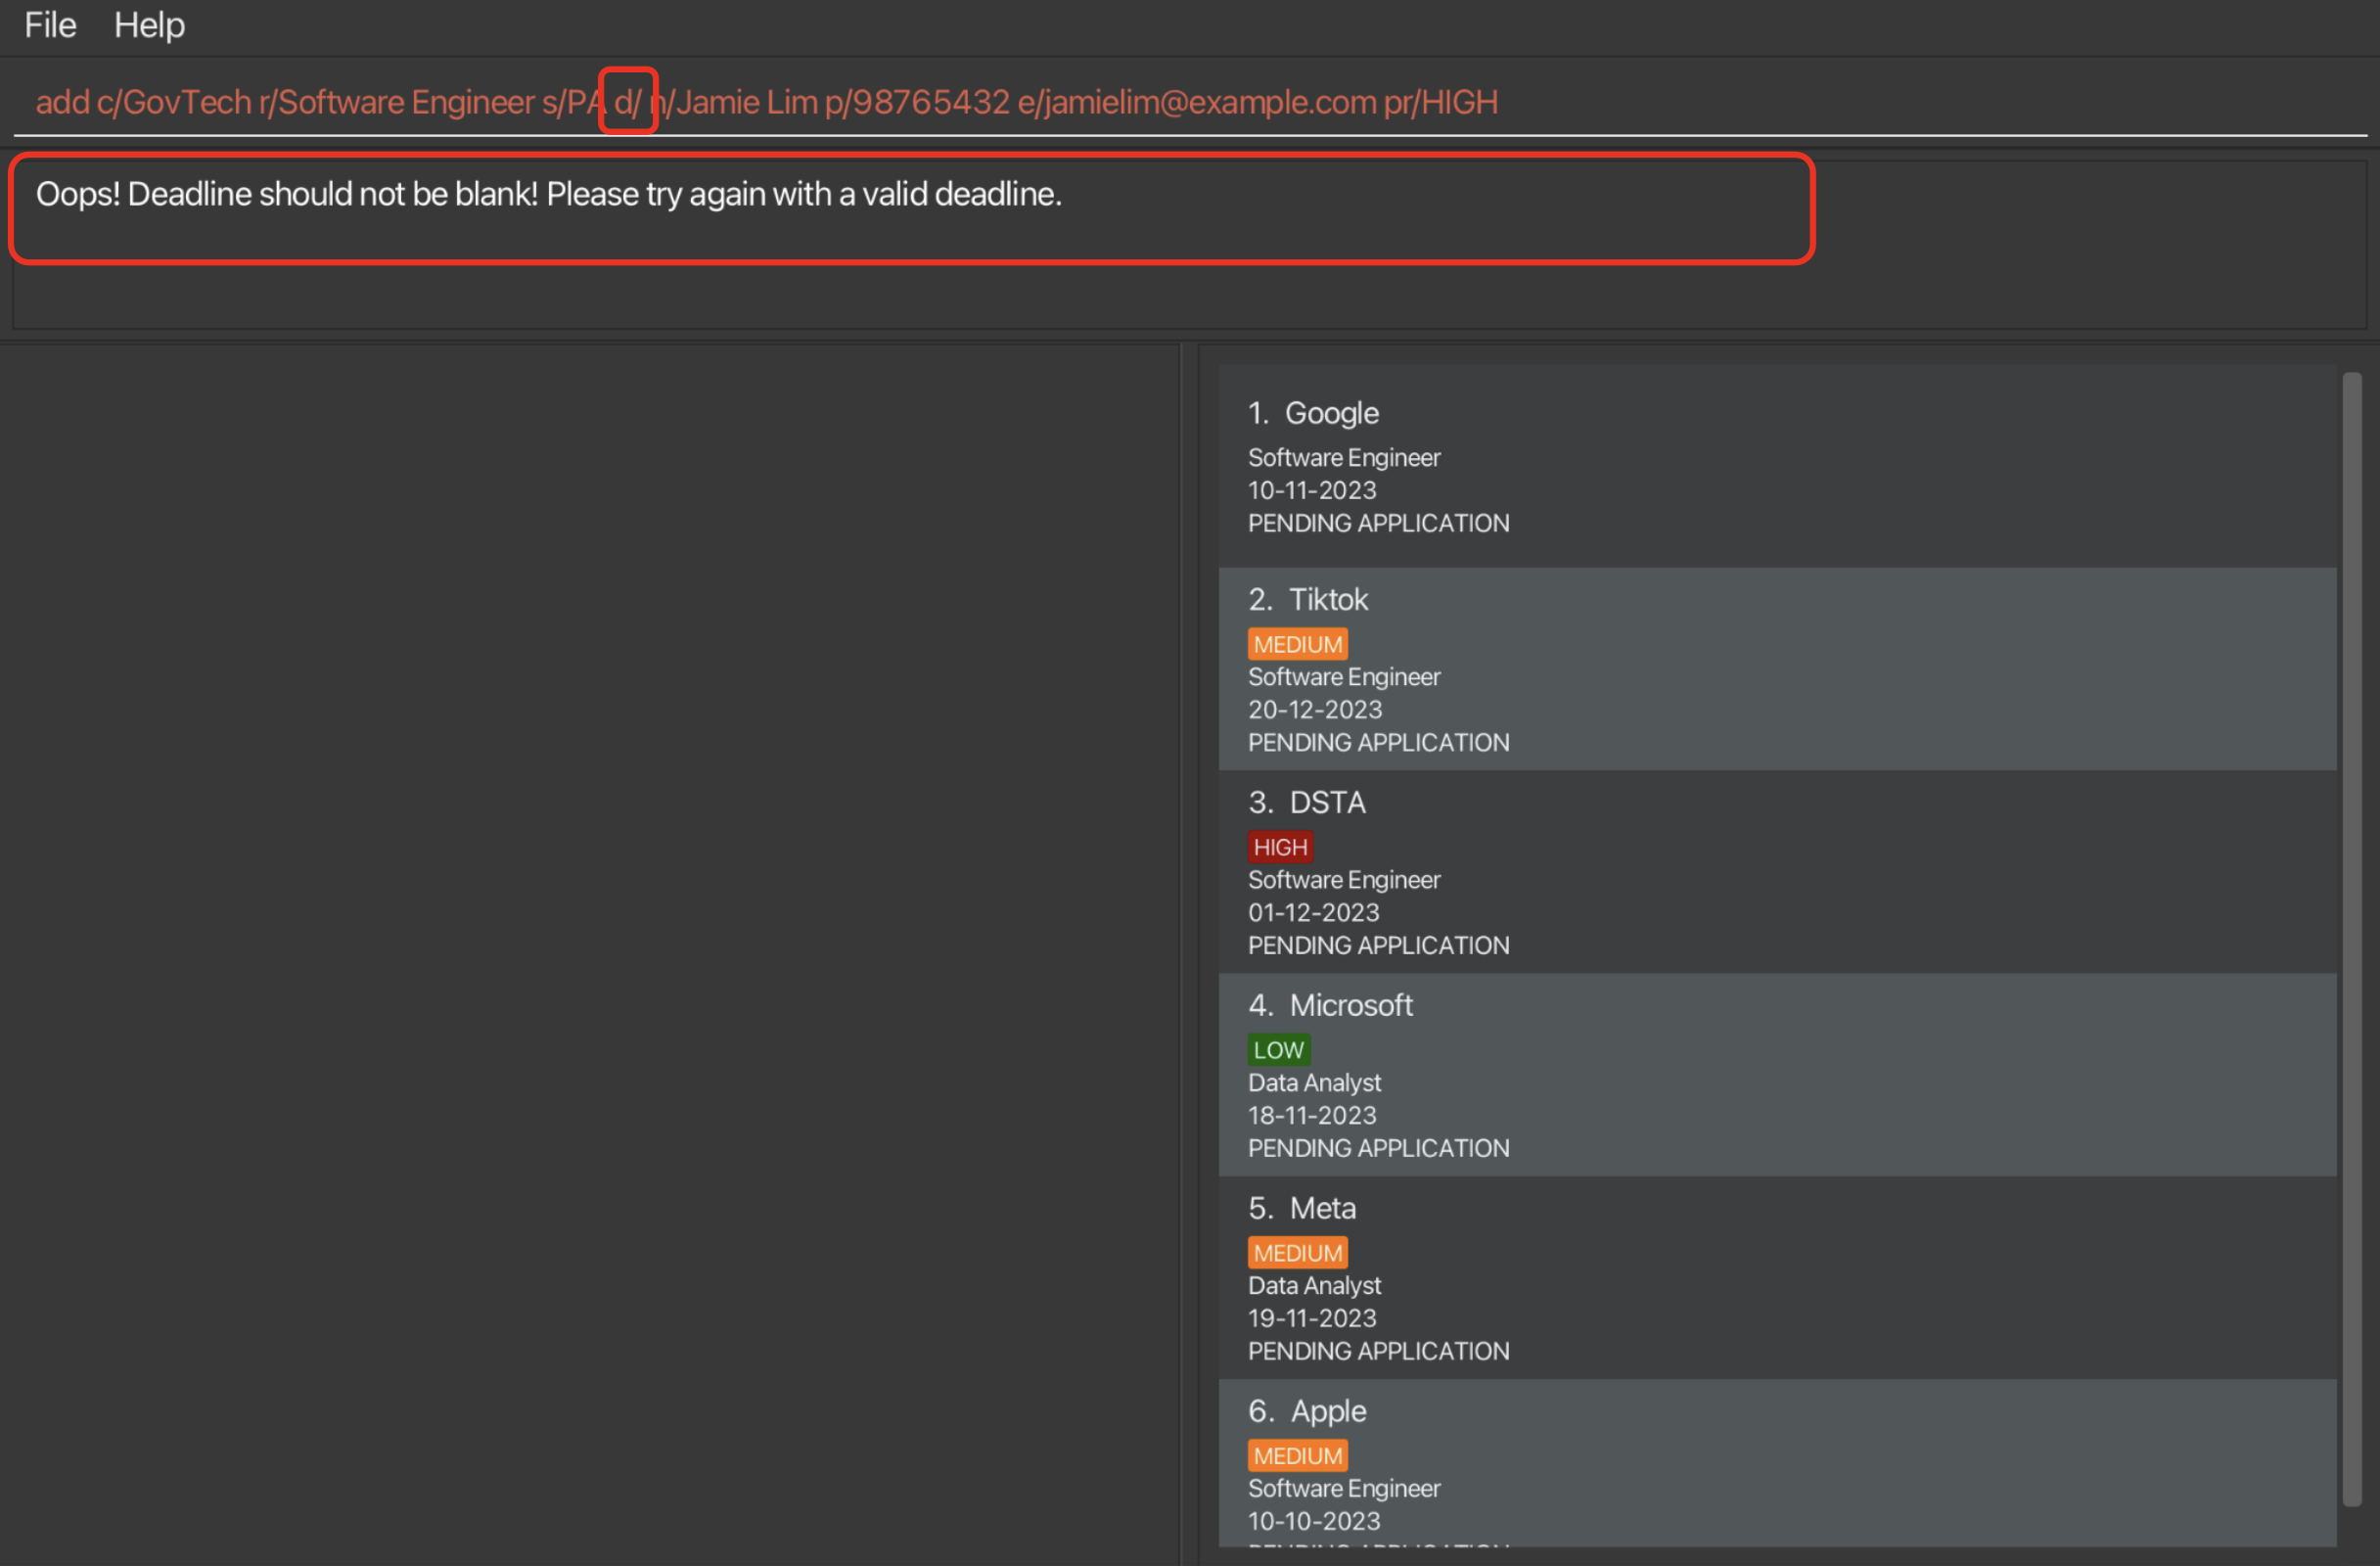 File Help
add c/GovTech r/Software Engineer s/PA d/ n/Jamie Lim p/98765432 e/jamielim@example.com pr/HIGH
Oops! Deadline should not be blank! Please try again with a valid deadline.
1. Google
Software Engineer
10-11-2023
PENDING APPLICATION
2. Tiktok
MEDIUM
Software Engineer
20-12-2023
PENDING APPLICATION
3. DSTA
HIGH
Software Engineer
01-12-2023
PENDING APPLICATION
4. Microsoft
LOW
Data Analyst
18-11-2023
PENDING APPLICATION
5. Meta
MEDIUM
Data Analyst
19-11-2023
PENDING APPLICATION
6. Apple
MEDIUM
Software Engineer
10-10-2023